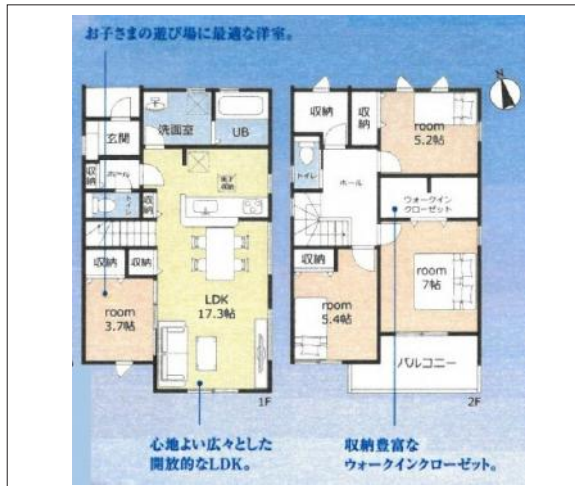 お子さまの遊び場に最適な洋室。
N
洗面室
UB
玄関
収納
ホール
トイレ
収納
床下
収納
収納
収納
room
3.7帖
LDK
17.3帖
1F
収納
収納
room
5.2帖
トイレ
ホール
ウォークイン
クローゼット
収納
room
5.4帖
room
7帖
バルコニー
2F
心地よい広々とした
開放的なLDK。
収納豊富な
ウォークインクローゼット。